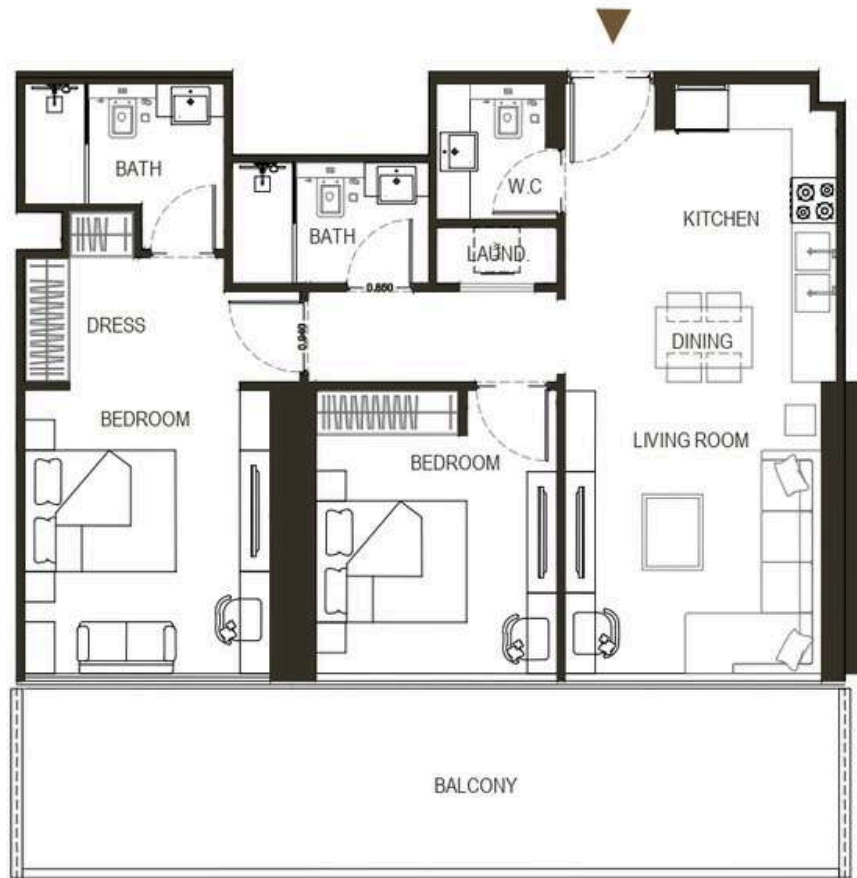 BATH
W.C
BATH
LAUND.
KITCHEN
0.850
0.940
DRESS
DINING
BEDROOM
BEDROOM
LIVING ROOM
BALCONY